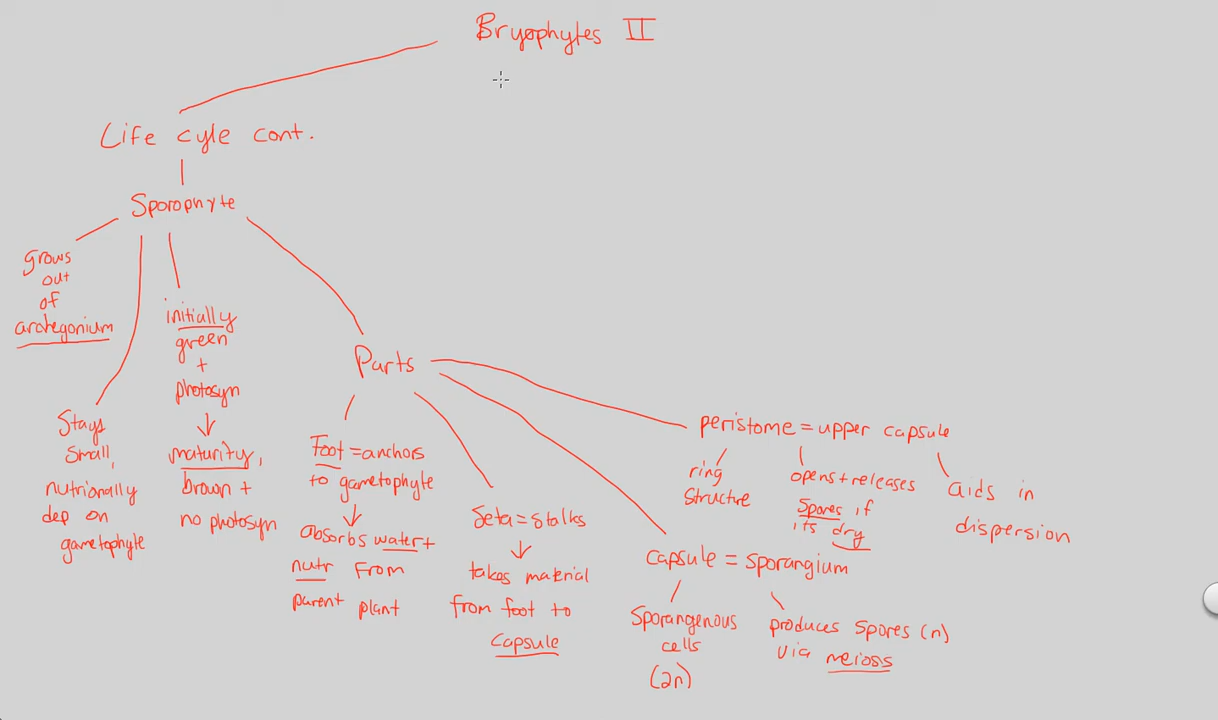 Bryophytes II
Life cyle cont.
Sporophyte
grows
out
of
archegonium
Stays
small,
nutrionally
dep on
gametophyte
initially
green
+
photosyn
maturity,
brown +
no photosyn
Parts
Foot = anchors
to gametophyte
absorbs water +
nutr from
parent plant
Seta = stalks
takes material
from foot to
capsule
capsule = sporangium
Sporangenous
cells
(2n)
produces spores (n)
via meioss
peristome = upper capsule
ring
structure
opens + releases
spores if
its dry
aids in
dispersion